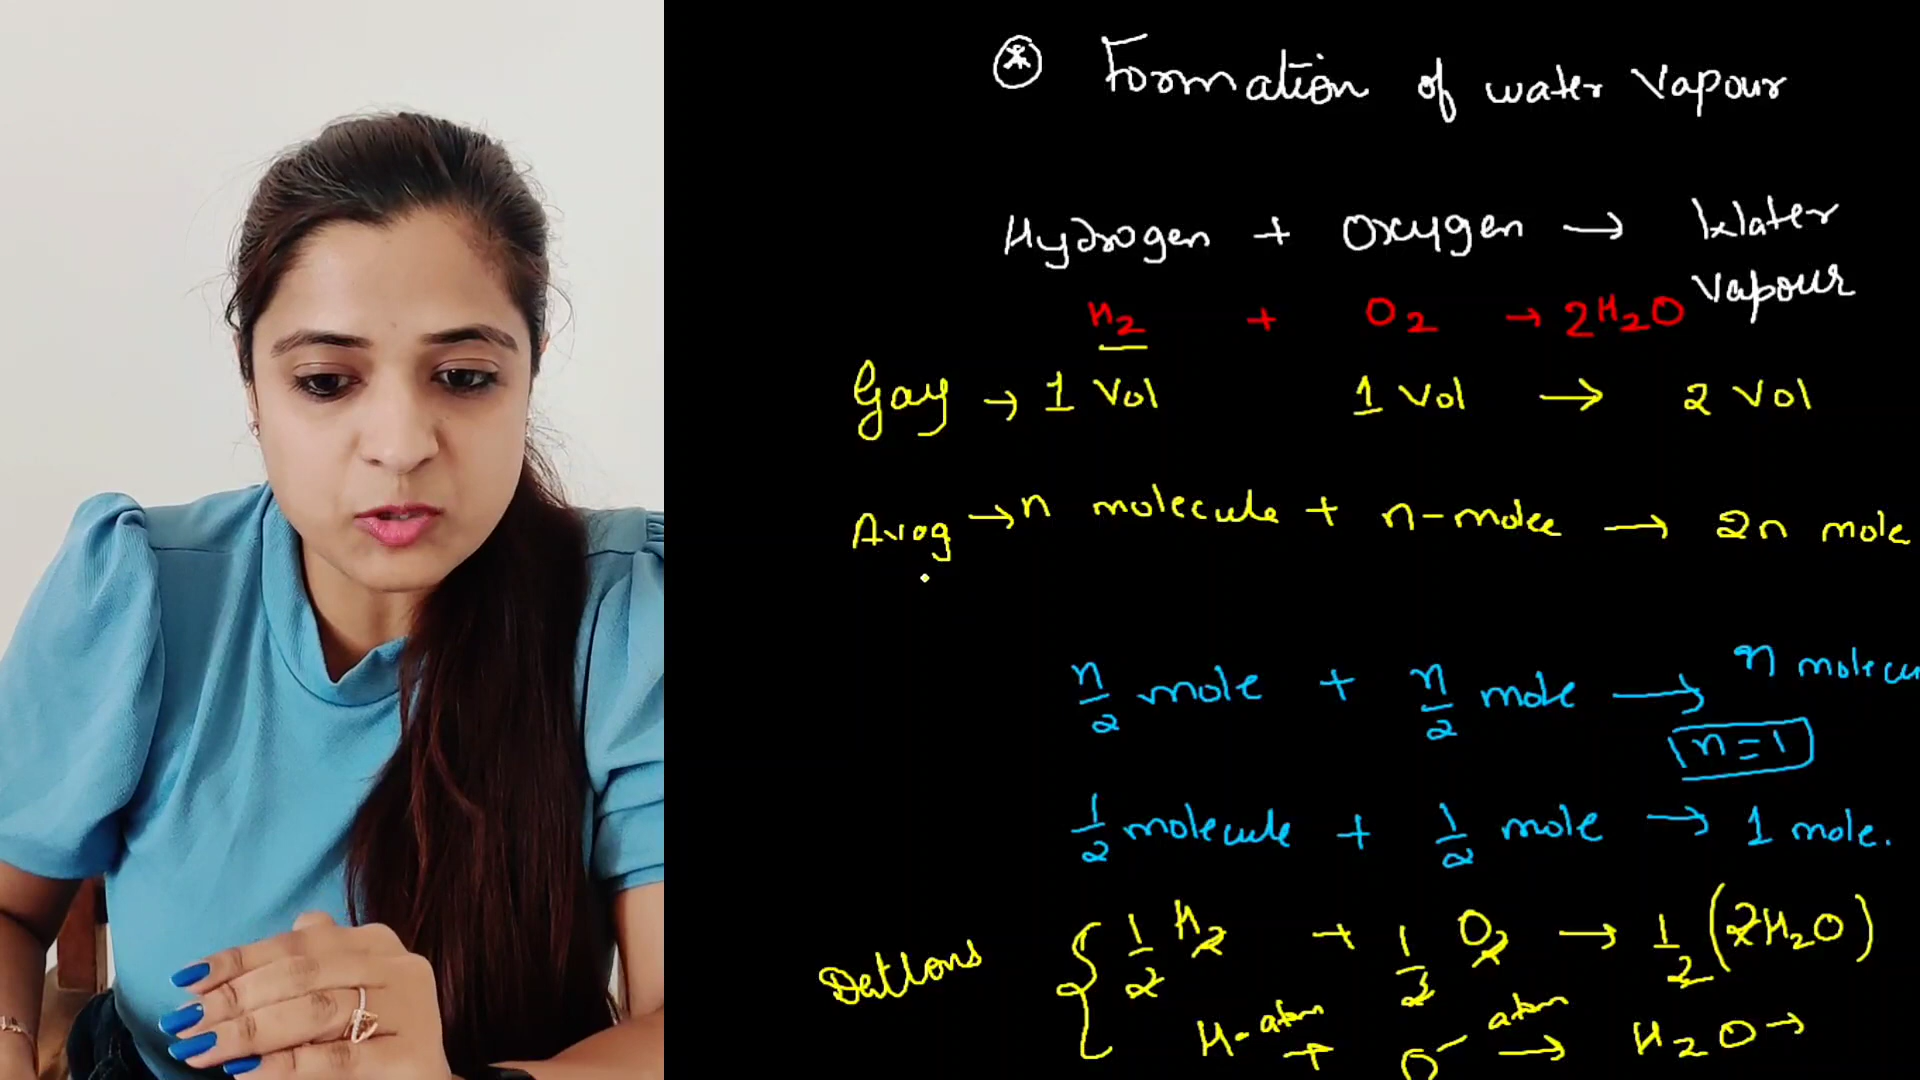 * Formation of water vapour
Hydrogen + Oxygen → Water vapour
H2 + O2 → 2H2O
Gay → 1 Vol 1 Vol → 2 Vol
Avog → n molecule + n-molee → 2n mole
n/2 mole + n/2 mole → n molecu
n=1
1/2 molecule + 1/2 mole → 1 mole.
1/2 H2 + 1/2 O2 → 1/2 (2H2O)
H-atom + O-atom → H2O →